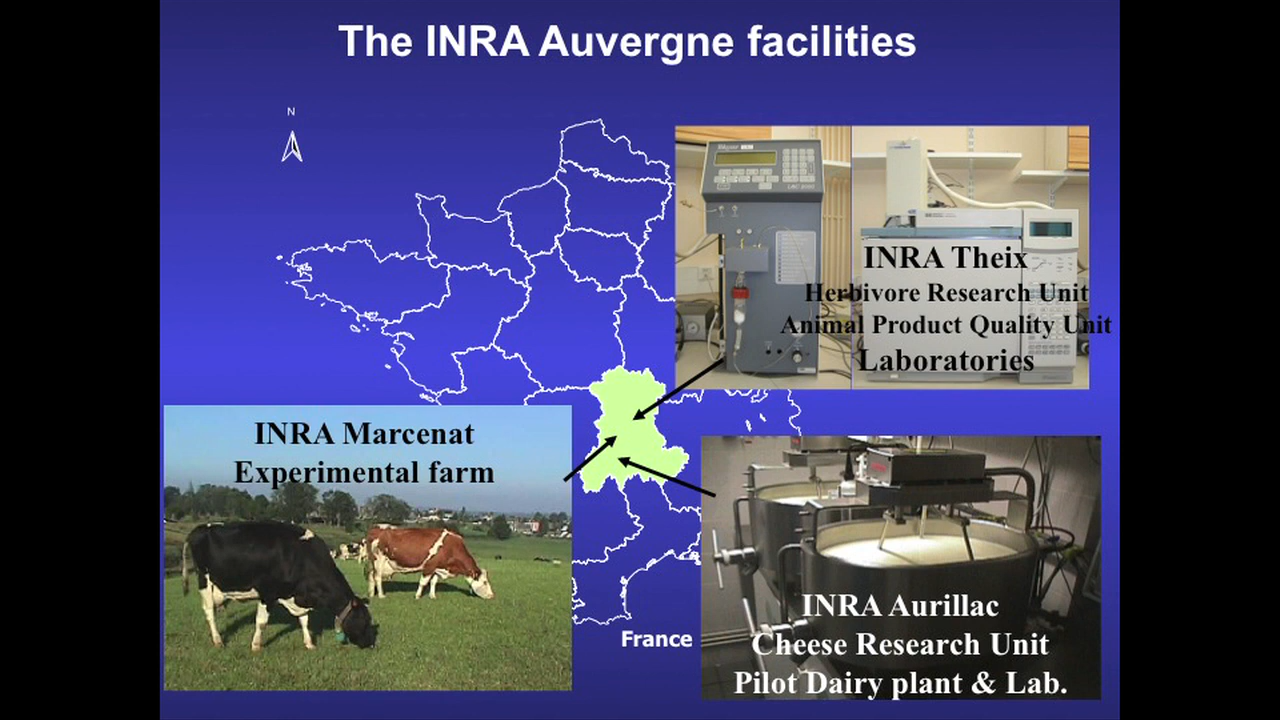 The INRA Auvergne facilities
N
INRA Theix
Herbivore Research Unit
Animal Product Quality Unit
Laboratories
INRA Marcenat
Experimental farm
INRA Aurillac
Cheese Research Unit
Pilot Dairy plant & Lab.
France